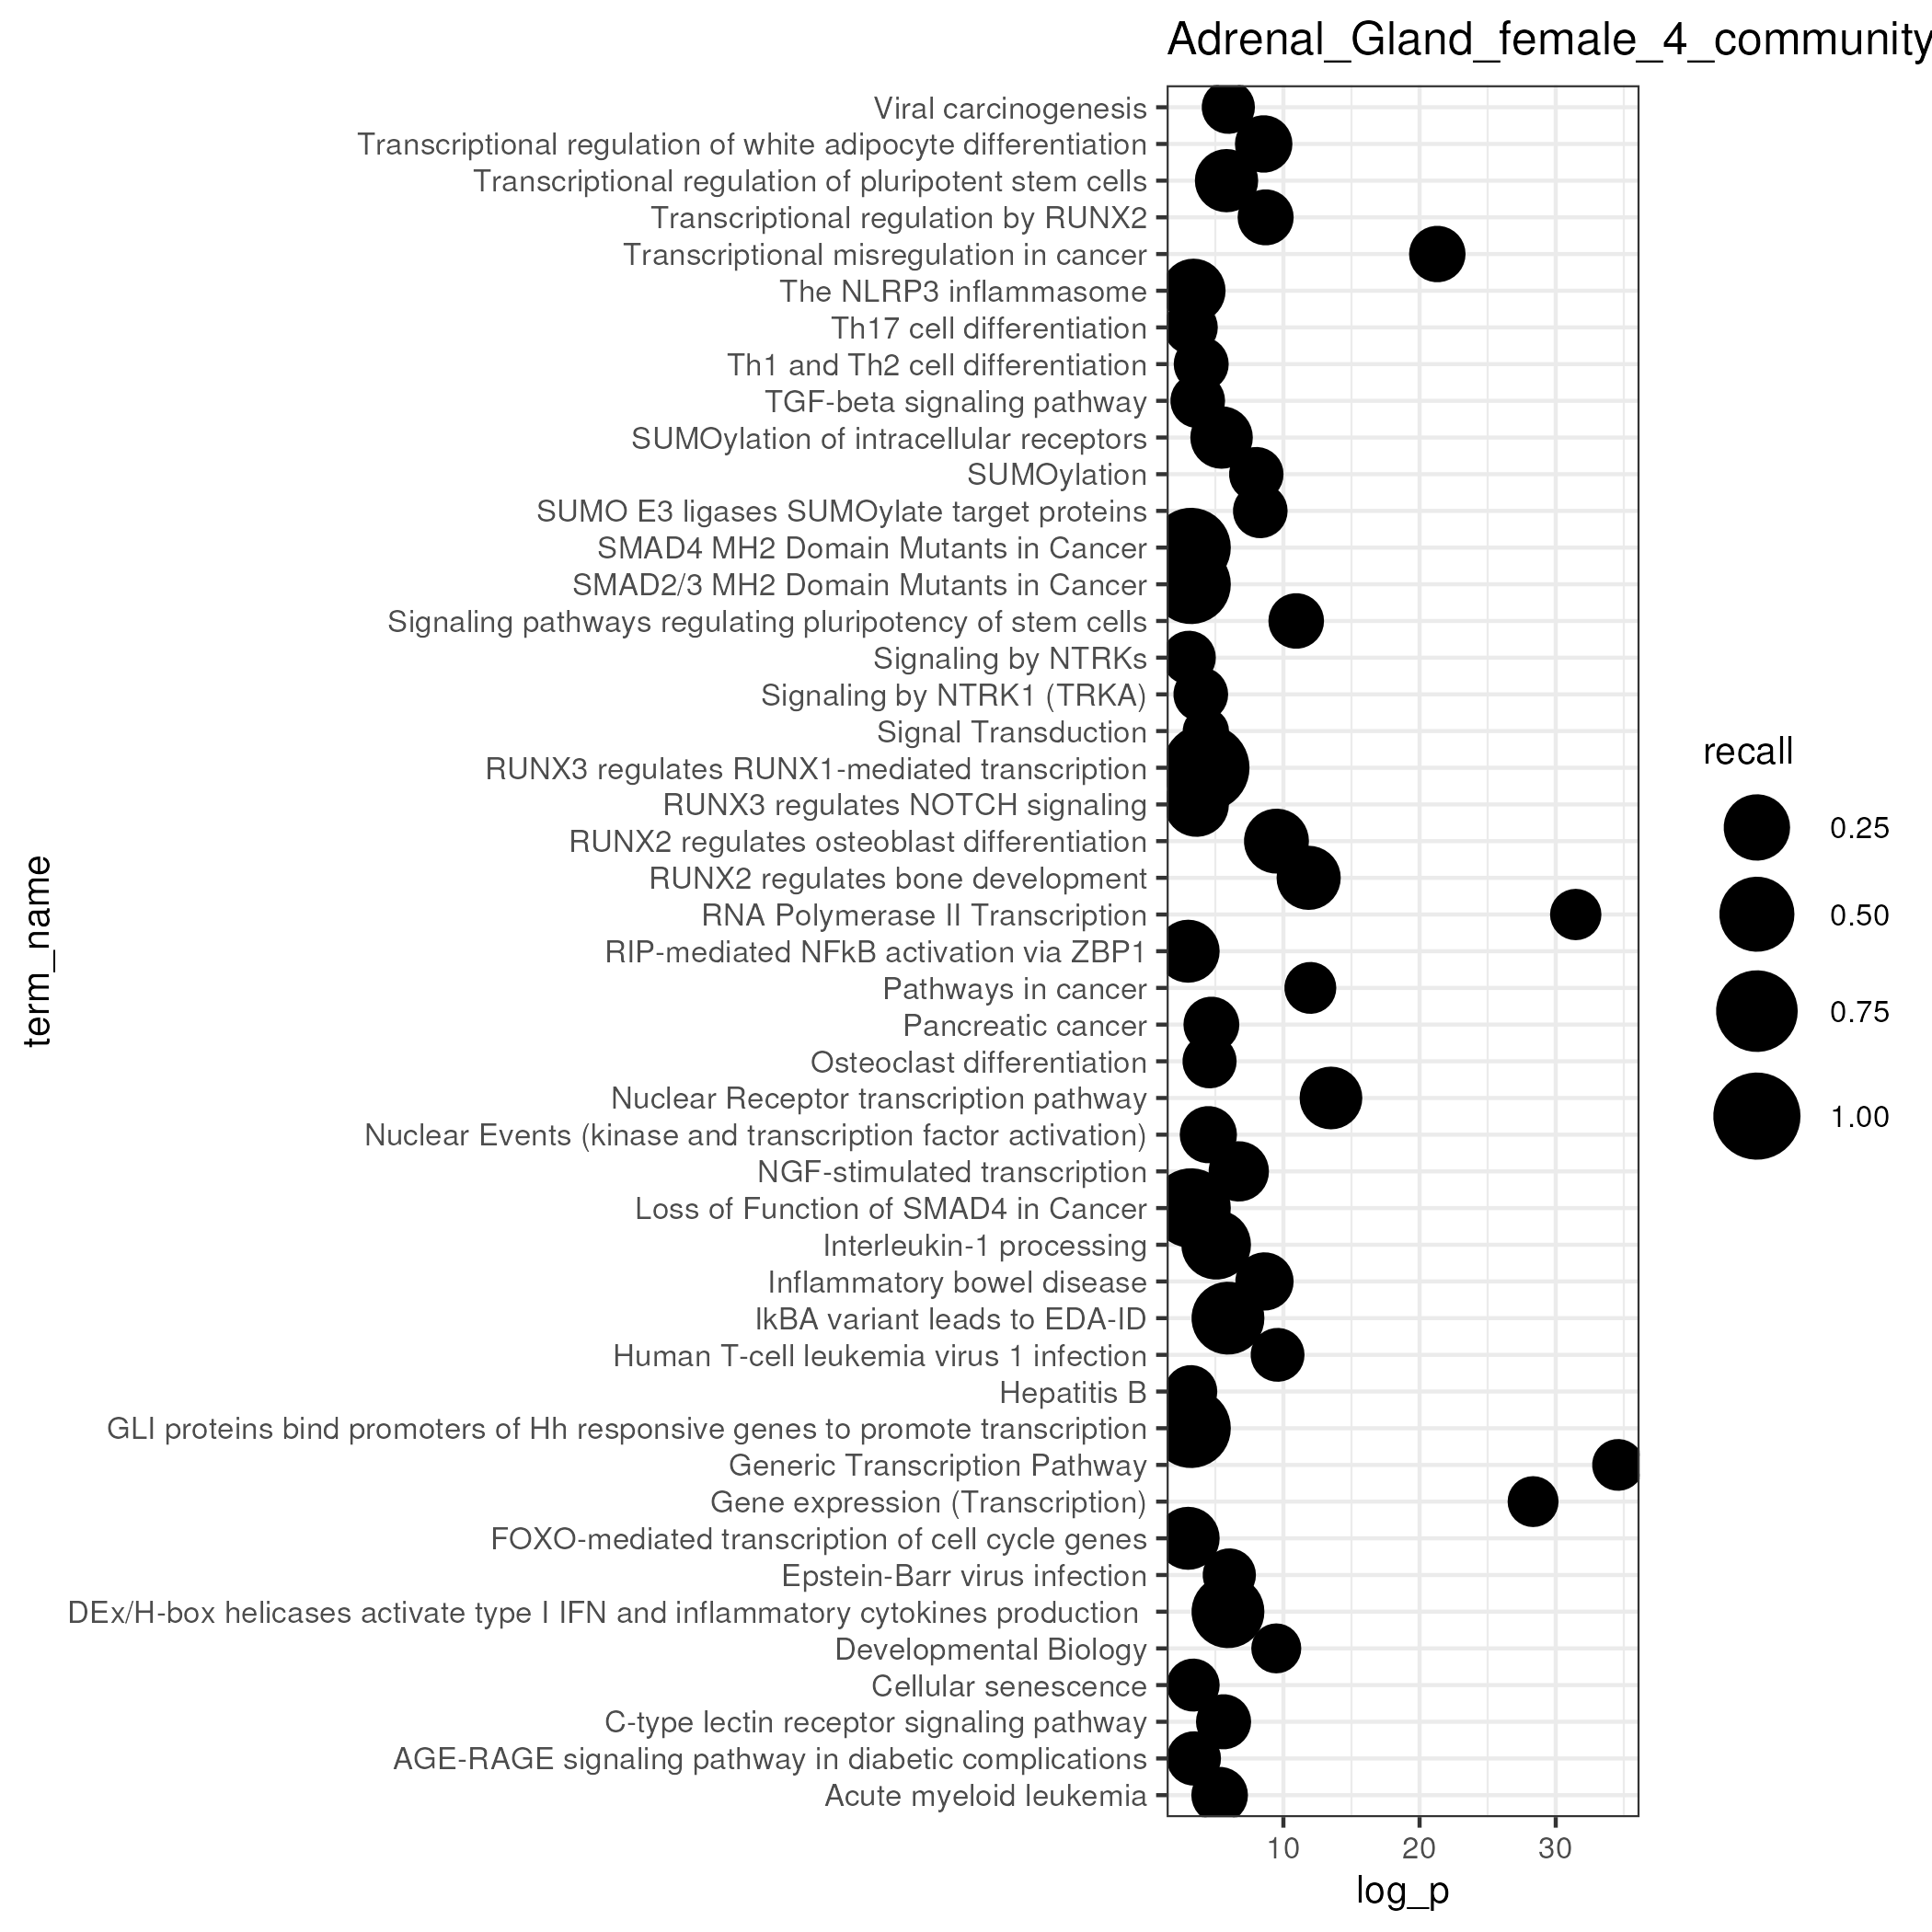 Adrenal_Gland_female_4_community
Viral carcinogenesis
Transcriptional regulation of white adipocyte differentiation
Transcriptional regulation of pluripotent stem cells
Transcriptional regulation by RUNX2
Transcriptional misregulation in cancer
The NLRP3 inflammasome
Th17 cell differentiation
Th1 and Th2 cell differentiation
TGF-beta signaling pathway
SUMOylation of intracellular receptors
SUMOylation
SUMO E3 ligases SUMOylate target proteins
SMAD4 MH2 Domain Mutants in Cancer
SMAD2/3 MH2 Domain Mutants in Cancer
Signaling pathways regulating pluripotency of stem cells
Signaling by NTRKs
Signaling by NTRK1 (TRKA)
Signal Transduction
RUNX3 regulates RUNX1-mediated transcription
RUNX3 regulates NOTCH signaling
RUNX2 regulates osteoblast differentiation
RUNX2 regulates bone development
RNA Polymerase II Transcription
RIP-mediated NFkB activation via ZBP1
Pathways in cancer
Pancreatic cancer
Osteoclast differentiation
Nuclear Receptor transcription pathway
Nuclear Events (kinase and transcription factor activation)
NGF-stimulated transcription
Loss of Function of SMAD4 in Cancer
Interleukin-1 processing
Inflammatory bowel disease
IkBA variant leads to EDA-ID
Human T-cell leukemia virus 1 infection
Hepatitis B
GLI proteins bind promoters of Hh responsive genes to promote transcription
Generic Transcription Pathway
Gene expression (Transcription)
FOXO-mediated transcription of cell cycle genes
Epstein-Barr virus infection
DEx/H-box helicases activate type I IFN and inflammatory cytokines production
Developmental Biology
Cellular senescence
C-type lectin receptor signaling pathway
AGE-RAGE signaling pathway in diabetic complications
Acute myeloid leukemia
term_name
10 20 30
log_p
recall
0.25
0.50
0.75
1.00